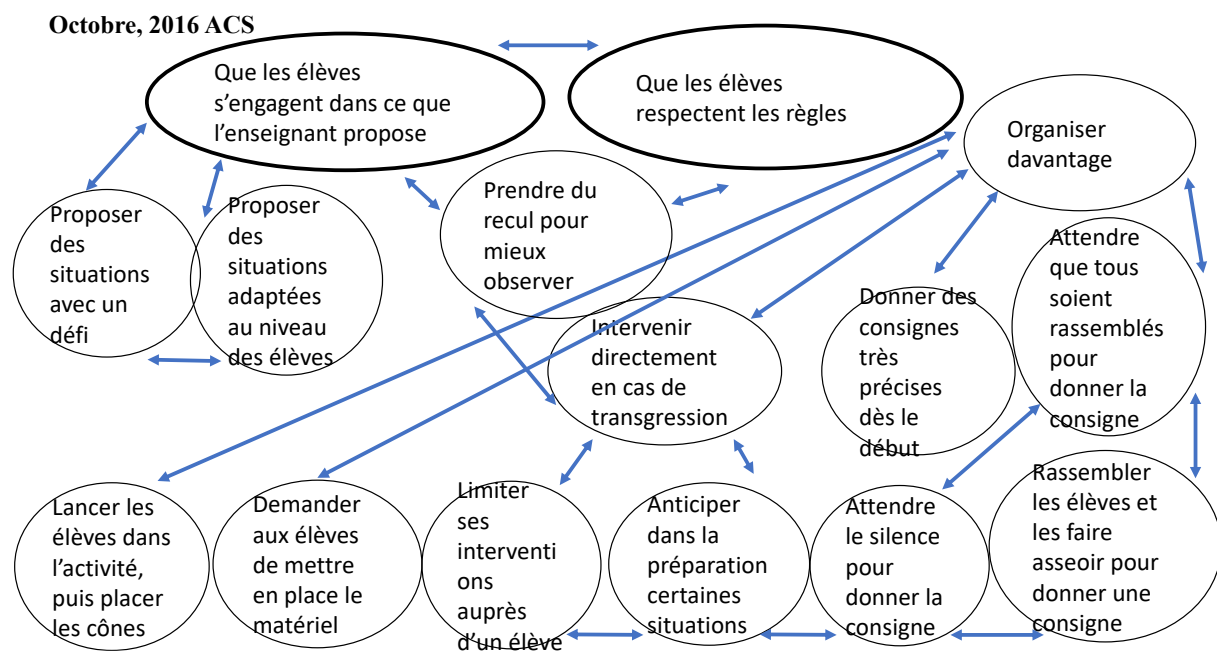 Octobre, 2016 ACS
Que les élèves
s’engagent dans ce que
l’enseignant propose
Que les élèves
respectent les règles
Organiser
davantage
Proposer
des
situations
avec un
défi
Proposer
des
situations
adaptées
au niveau
des élèves
Prendre du
recul pour
mieux
observer
Intervenir
directement
en cas de
transgression
Donner des
consignes
très
précises
dès le
début
Attendre
que tous
soient
rassemblés
pour
donner la
consigne
Lancer les
élèves dans
l’activité,
puis placer
les cônes
Demander
aux élèves
de mettre
en place le
matériel
Limiter
ses
interventi
ons
auprès
d’un élève
Anticiper
dans la
préparation
certaines
situations
Attendre
le silence
pour
donner la
consigne
Rassembler
les élèves et
les faire
asseoir pour
donner une
consigne